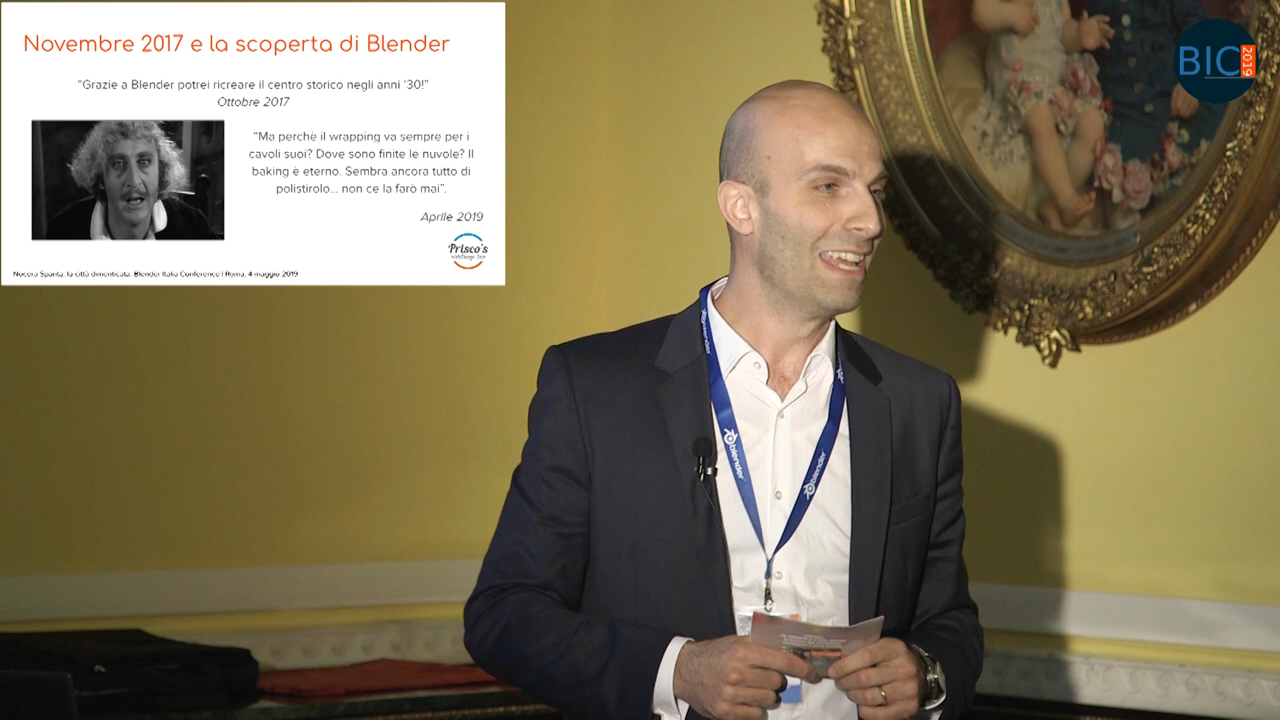 Novembre 2017 e la scoperta di Blender
“Grazie a Blender potrei ricreare il centro storico negli anni ‘30!”
Ottobre 2017
“Ma perchè il wrapping va sempre per i
cavoli suoi? Dove sono finite le nuvole? Il
baking è eterno. Sembra ancora tutto di
polistirolo... non ce la farò mai”.
Aprile 2019
Prisco's
Nocera Sparita: la città dimenticata. Blender Italia Conference | Roma, 4 maggio 2019
BIC
2019
blender
blender
blender